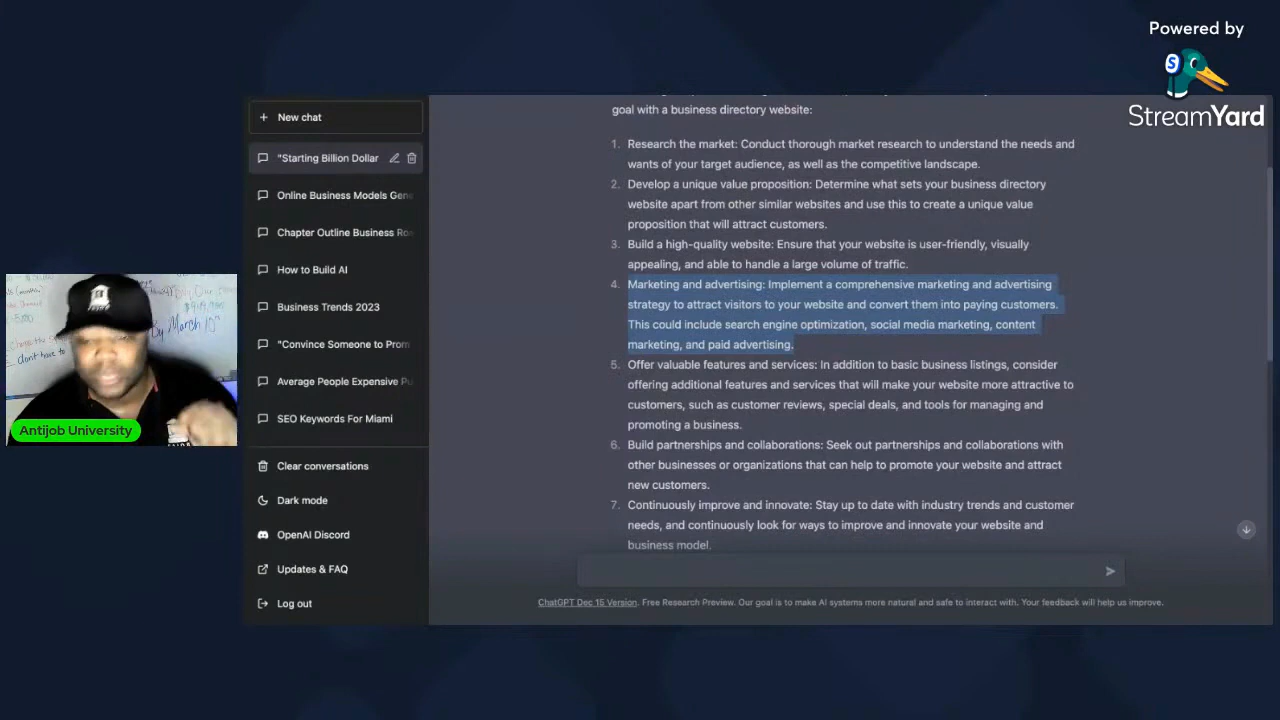 Powered by
S
StreamYard
New chat
"Starting Billion Dollar
Online Business Models Gene
Chapter Outline Business Ro
How to Build AI
Business Trends 2023
"Convince Someone to Prom
Average People Expensive Pu
SEO Keywords For Miami
Clear conversations
Dark mode
OpenAI Discord
Updates & FAQ
Log out
goal with a business directory website:
1. Research the market: Conduct thorough market research to understand the needs and
wants of your target audience, as well as the competitive landscape.
2. Develop a unique value proposition: Determine what sets your business directory
website apart from other similar websites and use this to create a unique value
proposition that will attract customers.
3. Build a high-quality website: Ensure that your website is user-friendly, visually
appealing, and able to handle a large volume of traffic.
4. Marketing and advertising: Implement a comprehensive marketing and advertising
strategy to attract visitors to your website and convert them into paying customers.
This could include search engine optimization, social media marketing, content
marketing, and paid advertising.
5. Offer valuable features and services: In addition to basic business listings, consider
offering additional features and services that will make your website more attractive to
customers, such as customer reviews, special deals, and tools for managing and
promoting a business.
6. Build partnerships and collaborations: Seek out partnerships and collaborations with
other businesses or organizations that can help to promote your website and attract
new customers.
7. Continuously improve and innovate: Stay up to date with industry trends and customer
needs, and continuously look for ways to improve and innovate your website and
business model.
ChatGPT Dec 15 Version. Free Research Preview. Our goal is to make AI systems more natural and safe to interact with. Your feedback will help us improve.
By March 10th
dont have to
Antijob University